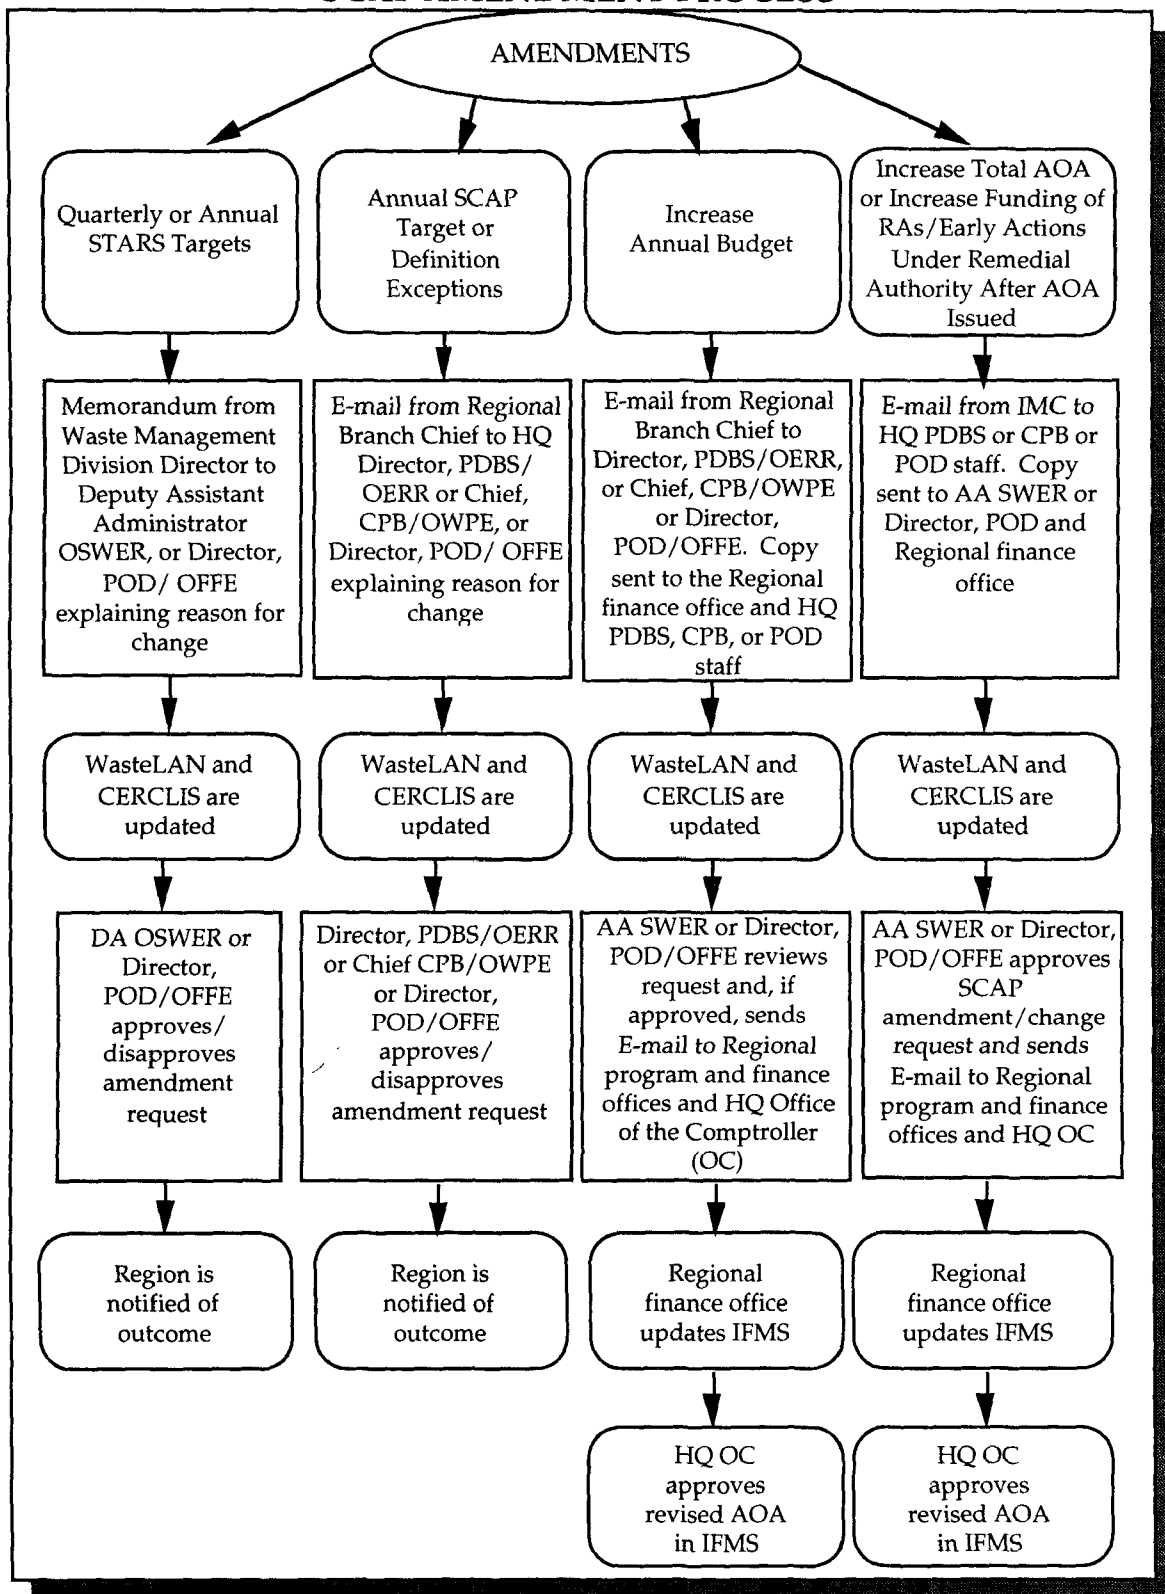 SCAP AMENDMENT PROCESS
AMENDMENTS
Quarterly or Annual
STARS Targets
Annual SCAP
Target or
Definition
Exceptions
Increase
Annual Budget
Increase Total AOA
or Increase Funding of
RAs/Early Actions
Under Remedial
Authority After AOA
Issued
Memorandum from
Waste Management
Division Director to
Deputy Assistant
Administrator
OSWER, or Director,
POD/ OFFE
explaining reason for
change
E-mail from Regional
Branch Chief to HQ
Director, PDBS/
OERR or Chief,
CPB/OWPE, or
Director, POD/ OFFE
explaining reason for
change
E-mail from Regional
Branch Chief to
Director, PDBS/OERR,
or Chief, CPB/OWPE
or Director,
POD/OFFE. Copy
sent to the Regional
finance office and HQ
PDBS, CPB, or POD
staff
E-mail from IMC to
HQ PDBS or CPB or
POD staff. Copy
sent to AA SWER or
Director, POD and
Regional finance
office
WasteLAN and
CERCLIS are
updated
WasteLAN and
CERCLIS are
updated
WasteLAN and
CERCLIS are
updated
WasteLAN and
CERCLIS are
updated
DA OSWER or
Director,
POD/OFFE
approves/
disapproves
amendment
request
Director, PDBS/OERR
or Chief CPB/OWPE
or Director,
POD/OFFE
approves/
disapproves
amendment request
AA SWER or Director,
POD/OFFE reviews
request and, if
approved, sends
E-mail to Regional
program and finance
offices and HQ Office
of the Comptroller
(OC)
AA SWER or Director,
POD/OFFE approves
SCAP
amendment/change
request and sends
E-mail to Regional
program and finance
offices and HQ OC
Region is
notified of
outcome
Region is
notified of
outcome
Regional
finance office
updates IFMS
Regional
finance office
updates IFMS
HQ OC
approves
revised AOA
in IFMS
HQ OC
approves
revised AOA
in IFMS